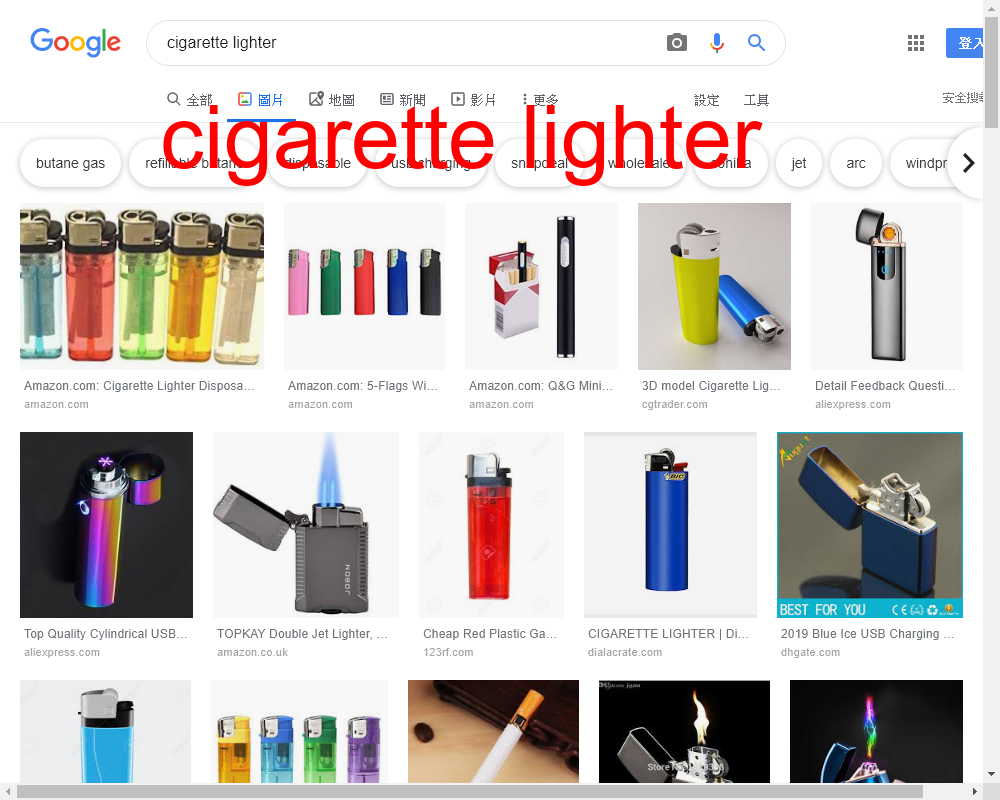 Google
cigarette lighter
登入
全部 圖片 地圖 新聞 影片 更多 設定 工具 安全搜尋
cigarette lighter
butane gas refillable butane disposable usb charging snapdeal wholesale jet arc windpr
Amazon.com: Cigarette Lighter Disposa... Amazon.com: 5-Flags Wi... Amazon.com: Q&G Mini... 3D model Cigarette Lig... Detail Feedback Questi...
amazon.com amazon.com amazon.com cgtrader.com aliexpress.com
NOBOR
BIC
August
BEST FOR YOU CE
Top Quality Cylindrical USB... TOPKAY Double Jet Lighter, ... Cheap Red Plastic Ga... CIGARETTE LIGHTER | Di... 2019 Blue Ice USB Charging ...
aliexpress.com amazon.co.uk 123rf.com dialacrate.com dhgate.com